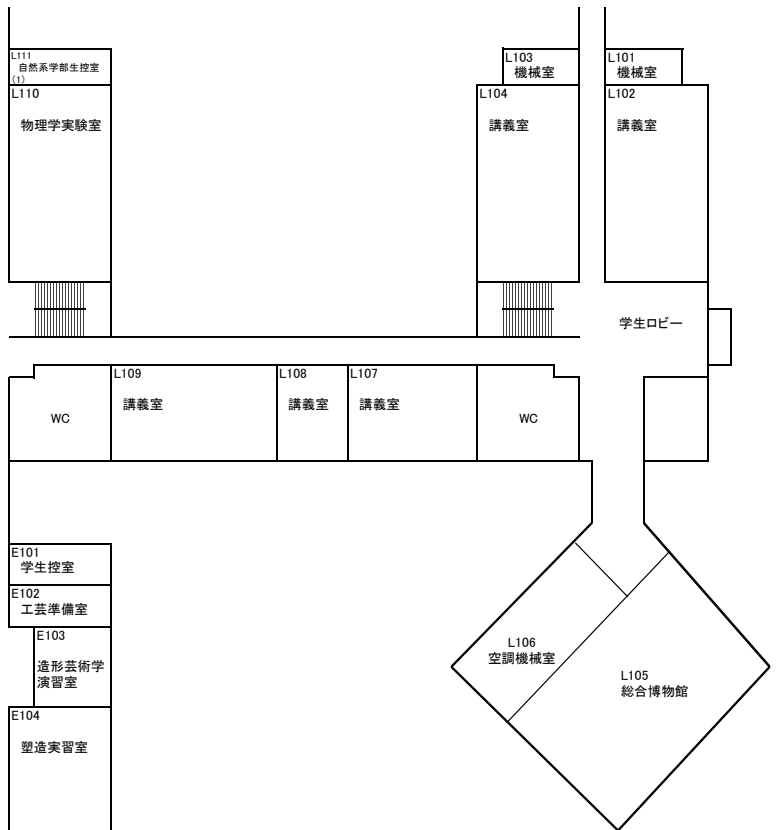 L111
自然系学部生控室
(1)
L103
機械室
L101
機械室
L110
物理学実験室
L104
講義室
L102
講義室
学生ロビー
L109
講義室
L108
講義室
L107
講義室
WC
WC
E101
学生控室
E102
工芸準備室
E103
造形芸術学
演習室
L106
空調機械室
L105
総合博物館
E104
塑造実習室